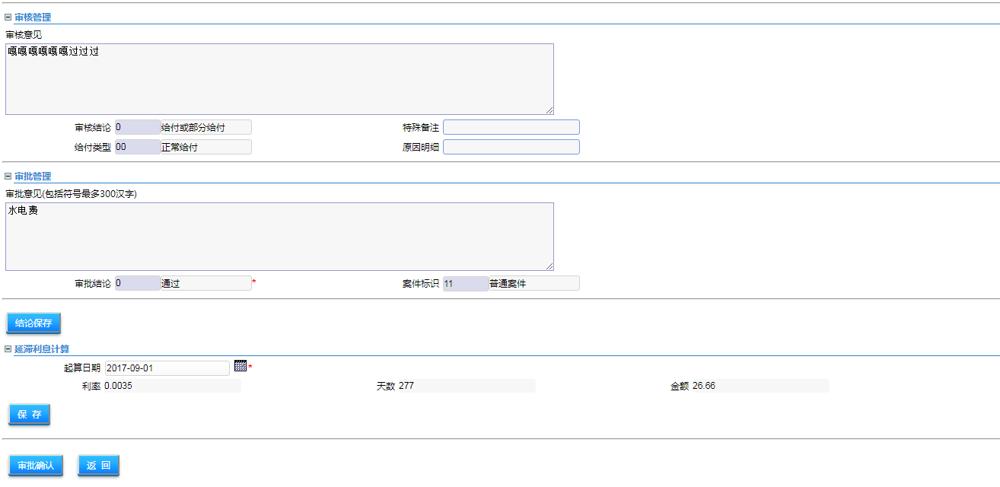 审核管理
审核意见
嘎嘎嘎嘎嘎嘎过过过
审核结论 0 给付或部分给付 特殊备注
给付类型 00 正常给付 原因明细
审批管理
审批意见(包括符号最多300汉字)
水电费
审批结论 0 通过 * 案件标识 11 普通案件
结论保存
延滞利息计算
起算日期 2017-09-01 *
利率 0.0035 天数 277 金额 26.66
保 存
审批确认 返 回